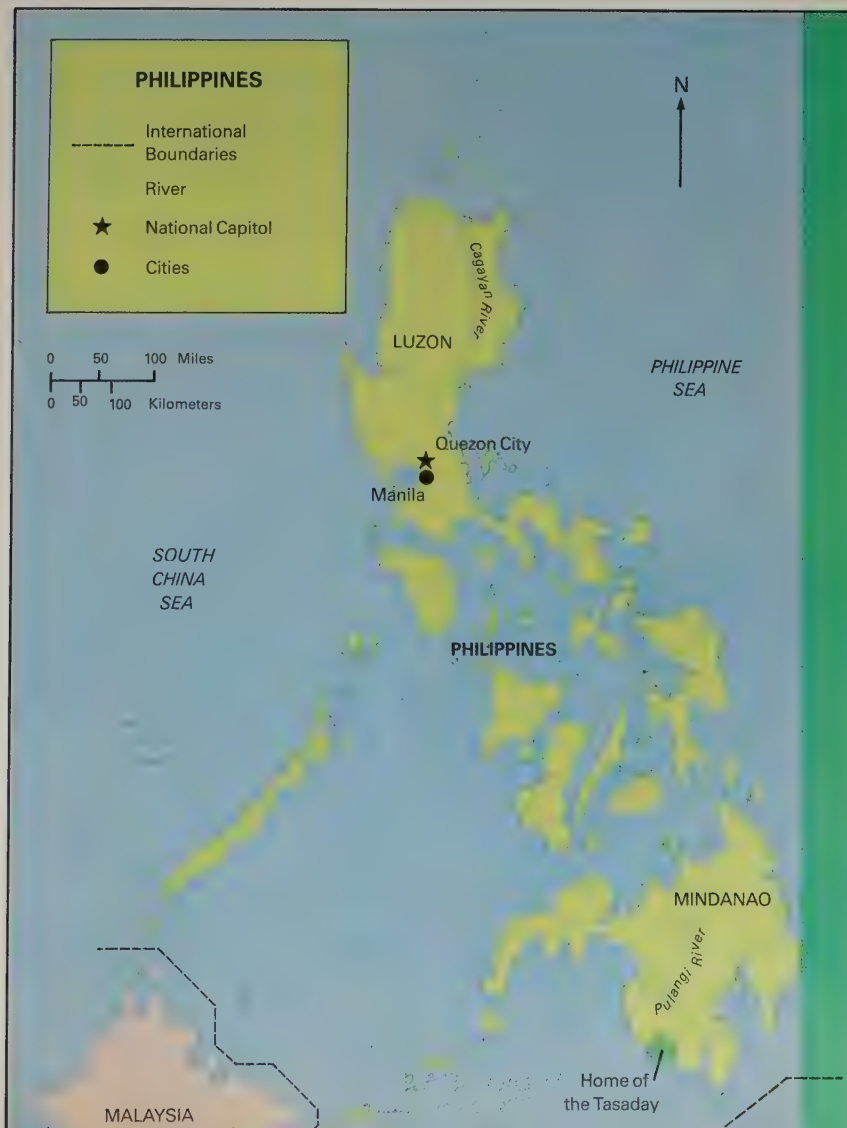 PHILIPPINES
International
Boundaries
River
National Capitol
Cities
N
0 50 100 Miles
0 50 100 Kilometers
Cagayan River
LUZON
PHILIPPINE
SEA
Quezon City
Manila
SOUTH
CHINA
SEA
PHILIPPINES
MINDANAO
Pulangi River
Home of
the Tasaday
MALAYSIA